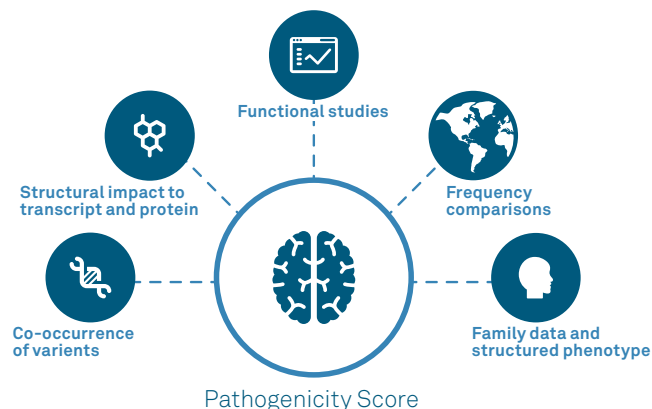 Functional studies
Structural impact to
transcript and protein
Frequency
comparisons
Co-occurrence
of varients
Family data and
structured phenotype
Pathogenicity Score